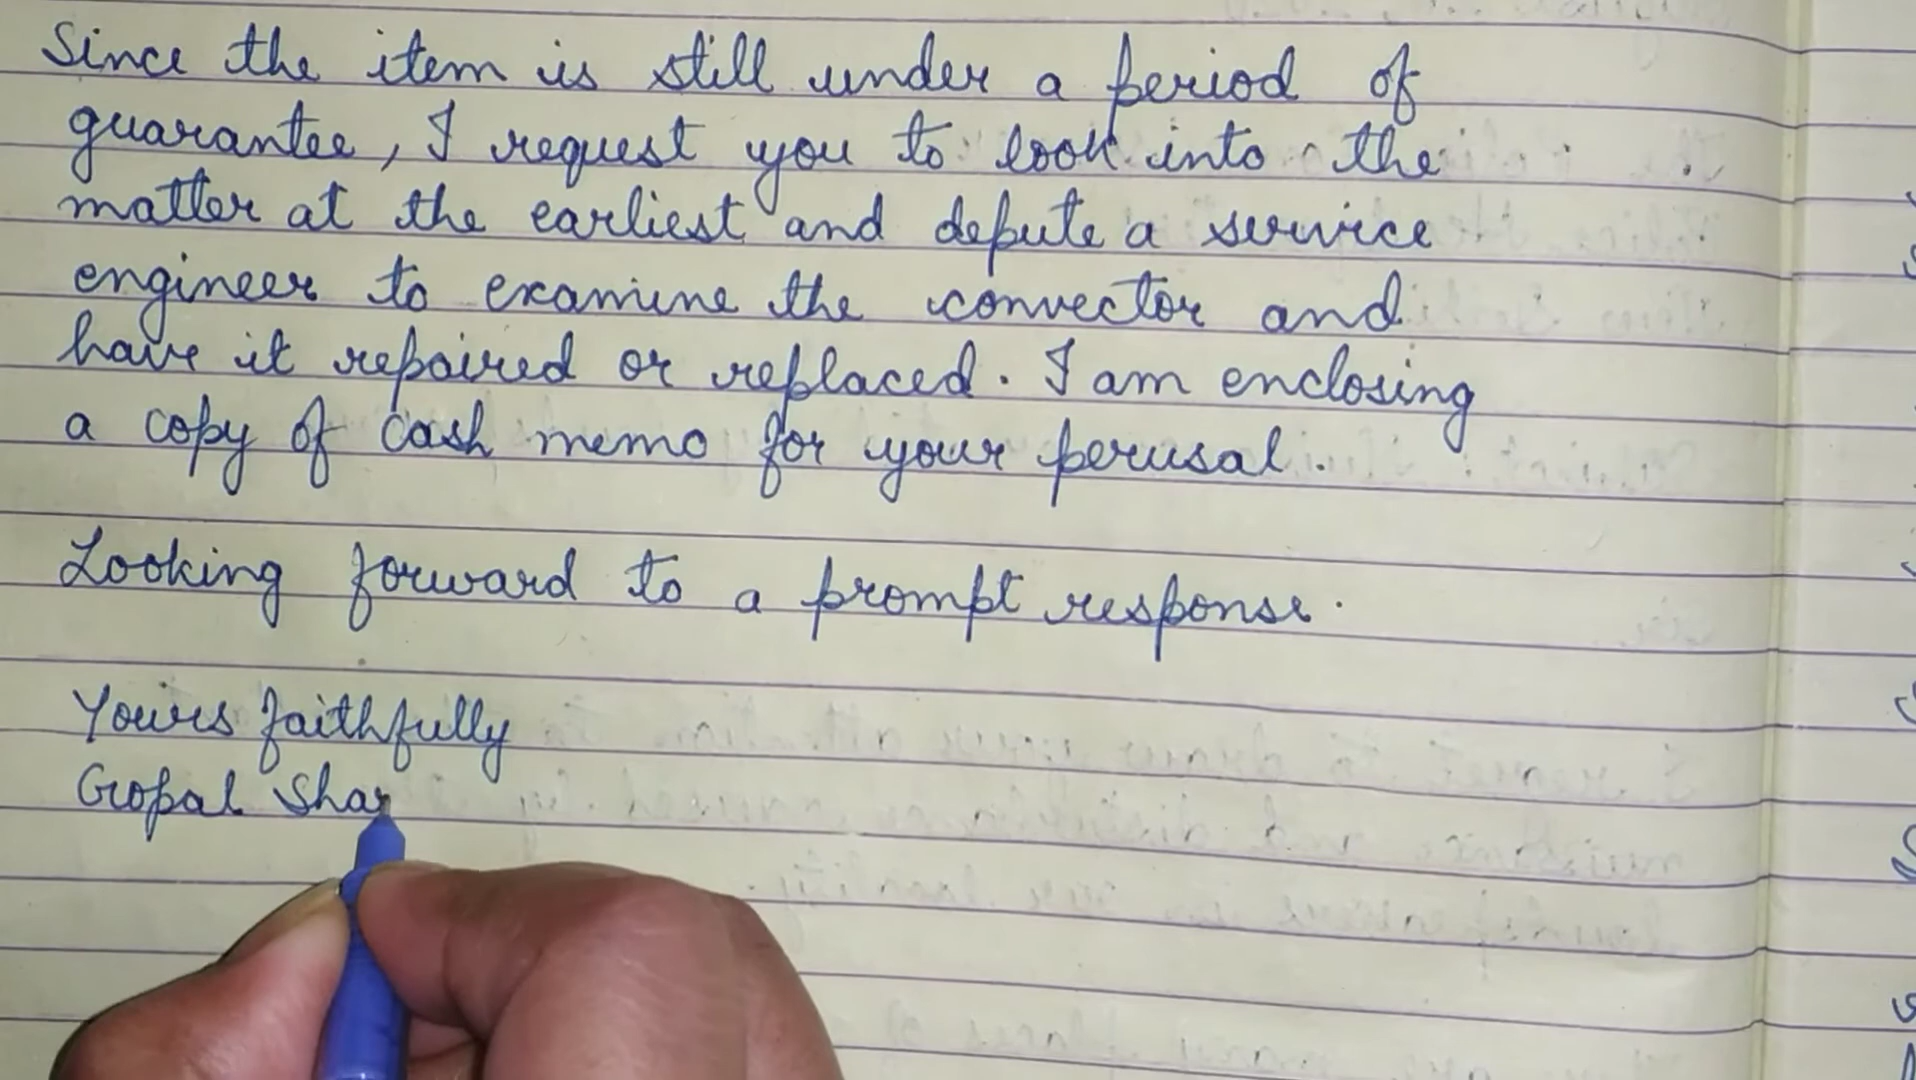 Since the item is still under a period of
guarantee, I request you to look into the
matter at the earliest and depute a service
engineer to examine the convector and
have it repaired or replaced. I am enclosing
a copy of cash memo for your perusal.
Looking forward to a prompt response.
Yours faithfully
Gopal Shar